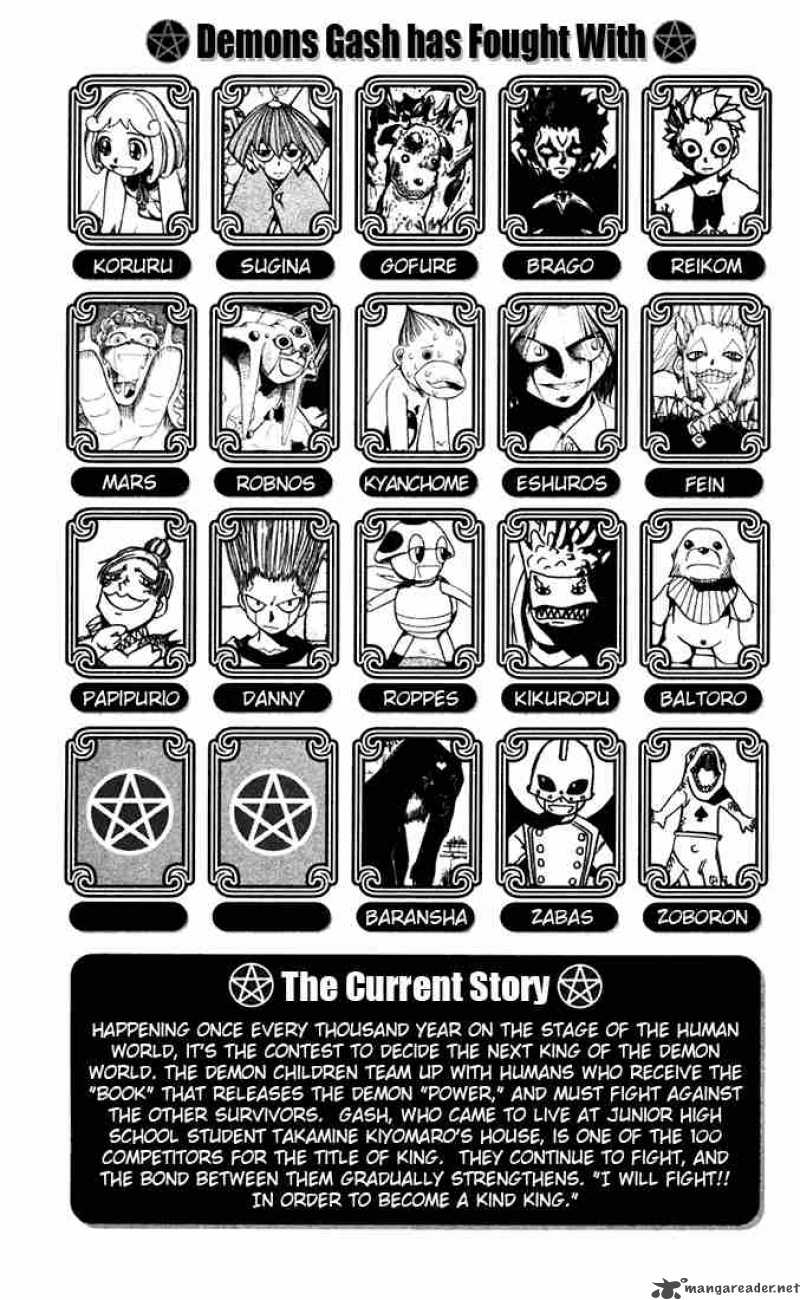 Demons Gash has Fought With
KORURU SUGINA GOFURE BRAGO REIKOM
MARS ROBNOS KYANCHOME ESHUROS FEIN
PAPIPURIO DANNY ROPPES KIKUROPU BALTORO
BARANSHA ZABAS ZOBORON
The Current Story
HAPPENING ONCE EVERY THOUSAND YEAR ON THE STAGE OF THE HUMAN
WORLD, IT'S THE CONTEST TO DECIDE THE NEXT KING OF THE DEMON
WORLD. THE DEMON CHILDREN TEAM UP WITH HUMANS WHO RECEIVE THE
"BOOK" THAT RELEASES THE DEMON "POWER," AND MUST FIGHT AGAINST
THE OTHER SURVIVORS. GASH, WHO CAME TO LIVE AT JUNIOR HIGH
SCHOOL STUDENT TAKAMINE KIYOMARO'S HOUSE, IS ONE OF THE 100
COMPETITORS FOR THE TITLE OF KING. THEY CONTINUE TO FIGHT, AND
THE BOND BETWEEN THEM GRADUALLY STRENGTHENS. "I WILL FIGHT!!
IN ORDER TO BECOME A KIND KING."
mangareader.net